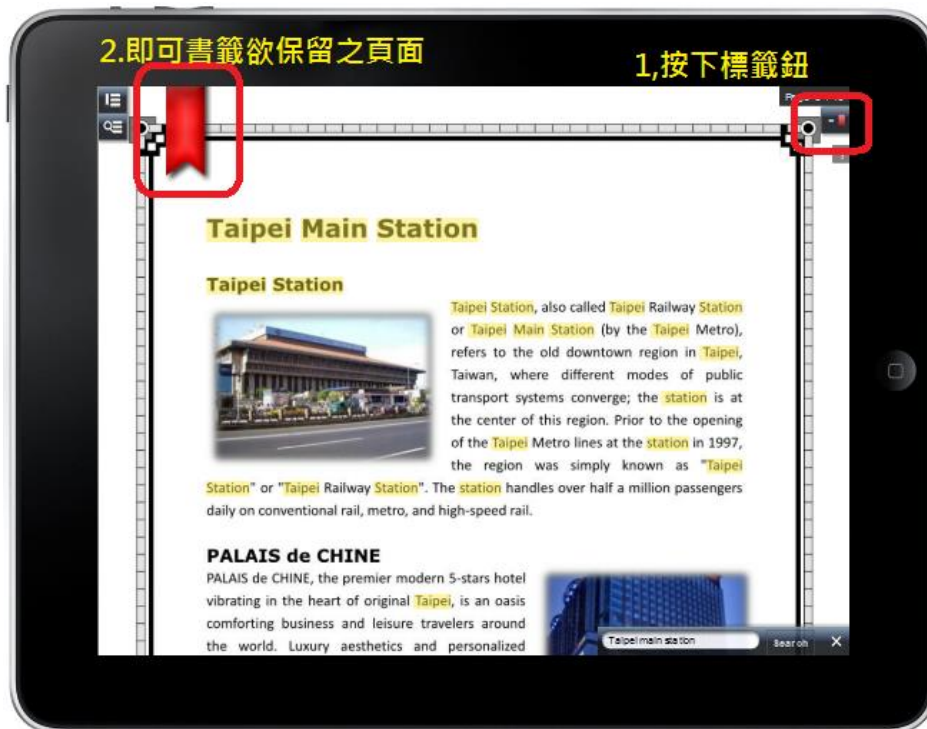 2.即可書籤欲保留之頁面
1,按下標籤鈕
Taipei Main Station
Taipei Station
Taipei Station, also called Taipei Railway Station
or Taipei Main Station (by the Taipei Metro),
refers to the old downtown region in Taipei,
Taiwan, where different modes of public
transport systems converge; the station is at
the center of this region. Prior to the opening
of the Taipei Metro lines at the station in 1997,
the region was simply known as "Taipei
Station" or "Taipei Railway Station". The station handles over half a million passengers
daily on conventional rail, metro, and high-speed rail.
PALAIS de CHINE
PALAIS de CHINE, the premier modern 5-stars hotel
vibrating in the heart of original Taipei, is an oasis
comforting business and leisure travelers around
the world. Luxury aesthetics and personalized
Taipei main station
Search